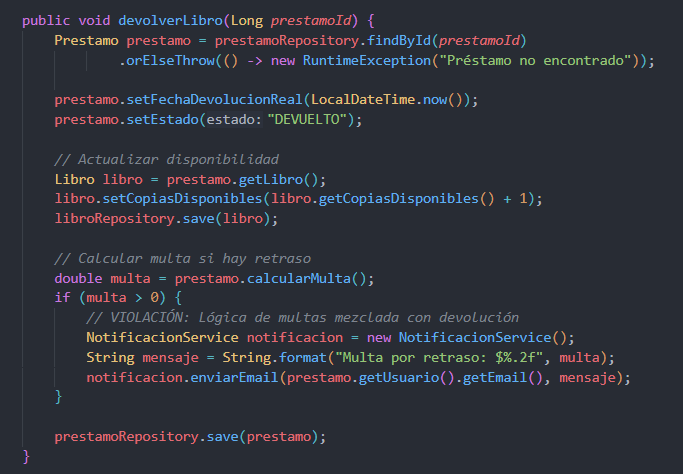 public void devolverLibro(Long prestamoId) {
Prestamo prestamo = prestamoRepository.findById(prestamoId)
.orElseThrow(() -> new RuntimeException("Préstamo no encontrado"));
prestamo.setFechaDevolucionReal(LocalDateTime.now());
prestamo.setEstado(estado: "DEVUELTO");
// Actualizar disponibilidad
Libro libro = prestamo.getLibro();
libro.setCopiasDisponibles(libro.getCopiasDisponibles() + 1);
libroRepository.save(libro);
// Calcular multa si hay retraso
double multa = prestamo.calcularMulta();
if (multa > 0) {
// VIOLACIÓN: Lógica de multas mezclada con devolución
NotificacionService notificacion = new NotificacionService();
String mensaje = String.format("Multa por retraso: $%.2f", multa);
notificacion.enviarEmail(prestamo.getUsuario().getEmail(), mensaje);
}
prestamoRepository.save(prestamo);
}